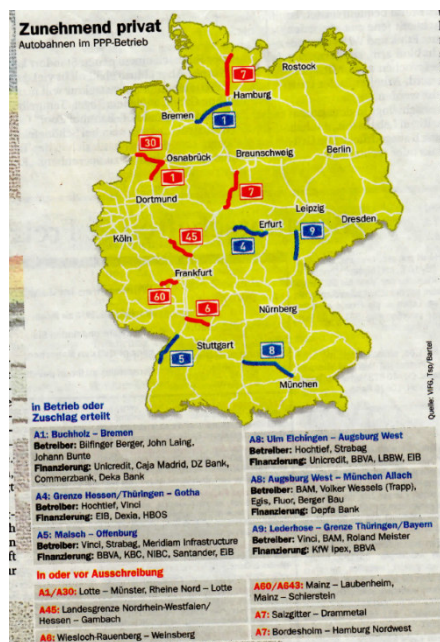 Zunehmend privat
Autobahnen im PPP-Betrieb
7
Rostock
Hamburg
Bremen
1
30
Osnabrück
Braunschweig
Berlin
1
7
Dortmund
Leipzig
Köln
45
Erfurt
9
Dresden
4
Frankfurt
60
6
Nürnberg
Stuttgart
5
8
München
Quelle: VIFG, Tsp/Bartel
in Betrieb oder
Zuschlag erteilt
A1: Buchholz – Bremen
Betreiber: Bilfinger Berger, John Laing,
Johann Bunte
Finanzierung: Unicredit, Caja Madrid, DZ Bank,
Commerzbank, Deka Bank
A4: Grenze Hessen/Thüringen – Gotha
Betreiber: Hochtief, Vinci
Finanzierung: EIB, Dexia, HBOS
A5: Malsch – Offenburg
Betreiber: Vinci, Strabag, Meridiam Infrastructure
Finanzierung: BBVA, KBC, NIBC, Santander, EIB
A8: Ulm Elchingen – Augsburg West
Betreiber: Hochtief, Strabag
Finanzierung: Unicredit, BBVA, LBBW, EIB
A8: Augsburg West – München Allach
Betreiber: BAM, Volker Wessels (Trapp),
Egis, Fluor, Berger Bau
Finanzierung: Depfa Bank
A9: Lederhose – Grenze Thüringen/Bayern
Betreiber: Vinci, BAM, Roland Meister
Finanzierung: KfW Ipex, BBVA
In oder vor Ausschreibung
A1/A30: Lotte – Münster, Rheine Nord – Lotte
A45: Landesgrenze Nordrhein-Westfalen/
Hessen – Gambach
A6: Wiesloch-Rauenberg – Weinsberg
A60/A643: Mainz – Laubenheim,
Mainz – Schierstein
A7: Salzgitter – Drammetal
A7: Bordesholm – Hamburg Nordwest